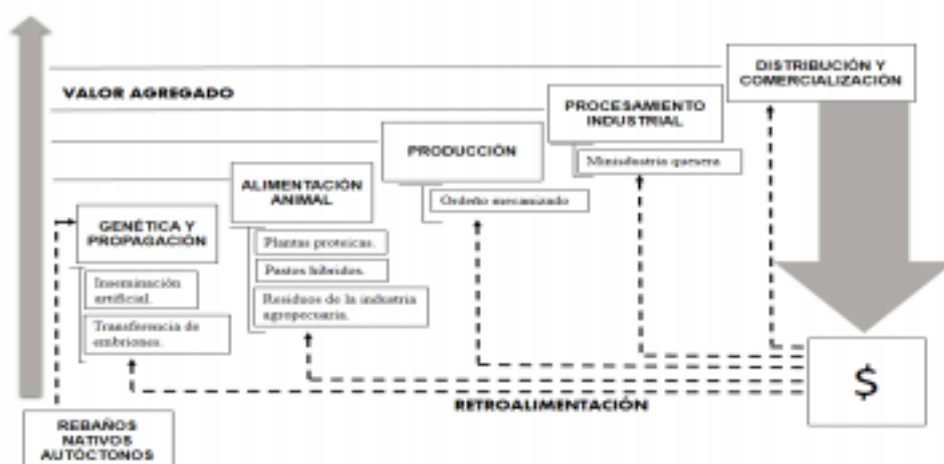 DISTRIBUCIÓN Y
COMERCIALIZACIÓN
VALOR AGREGADO
PROCESAMIENTO
INDUSTRIAL
Miniindustria quesera
PRODUCCIÓN
Ordeño mecanizado
ALIMENTACIÓN
ANIMAL
Plantas proteicas.
Pastos híbridos.
Residuos de la industria
agropecuaria.
GENÉTICA Y
PROPAGACIÓN
Inseminación
artificial.
Transferencia de
embriones.
$
RETROALIMENTACIÓN
REBAÑOS
NATIVOS
AUTÓCTONOS